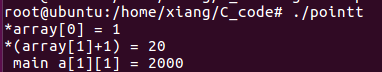 root@ubuntu:/home/xiang/C_code# ./pointt
*array[0] = 1
*(array[1]+1) = 20
 main a[1][1] = 2000